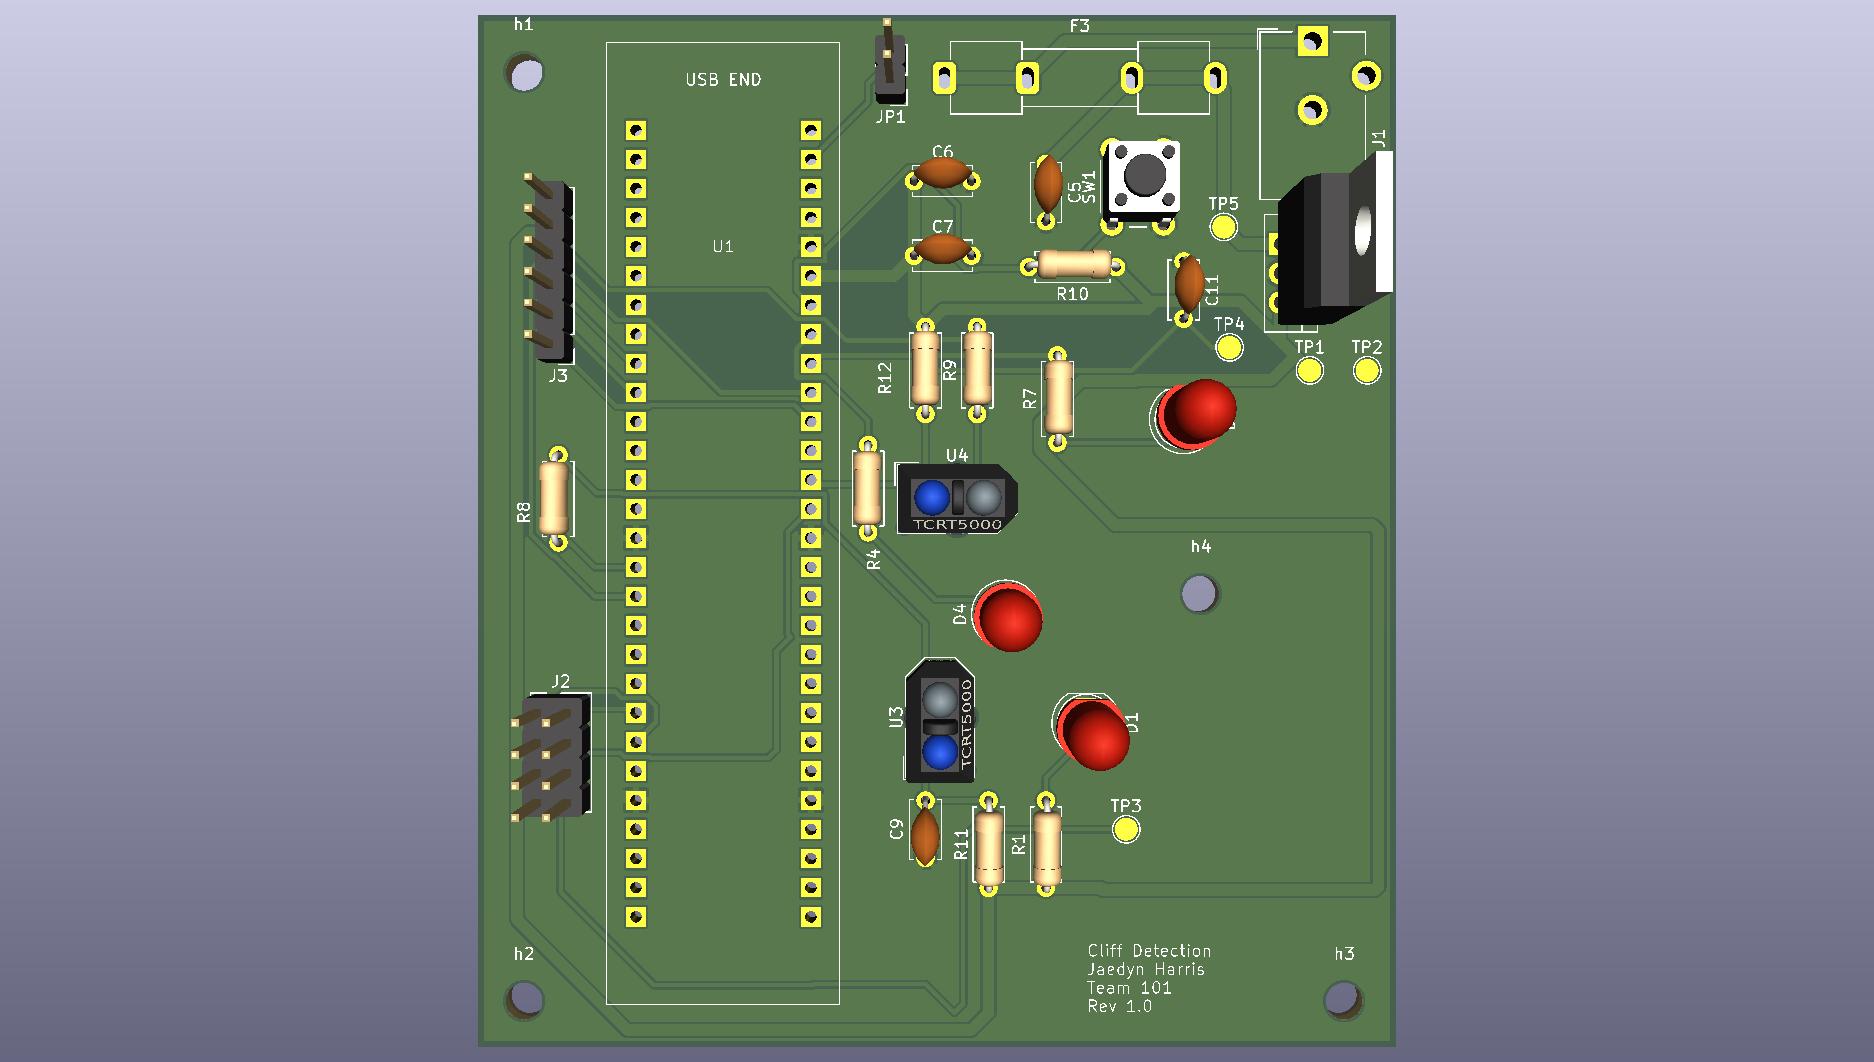 h1
F3
USB END
JP1
J1
C6
C5
SW1
TP5
C7
U1
R10
C11
TP4
TP1
TP2
J3
R12
R9
R7
U4
TCRT5000
R8
R4
h4
D4
J2
U3
TCRT5000
D1
TP3
C9
R11
R1
h2
h3
Cliff Detection
Jaedyn Harris
Team 101
Rev 1.0